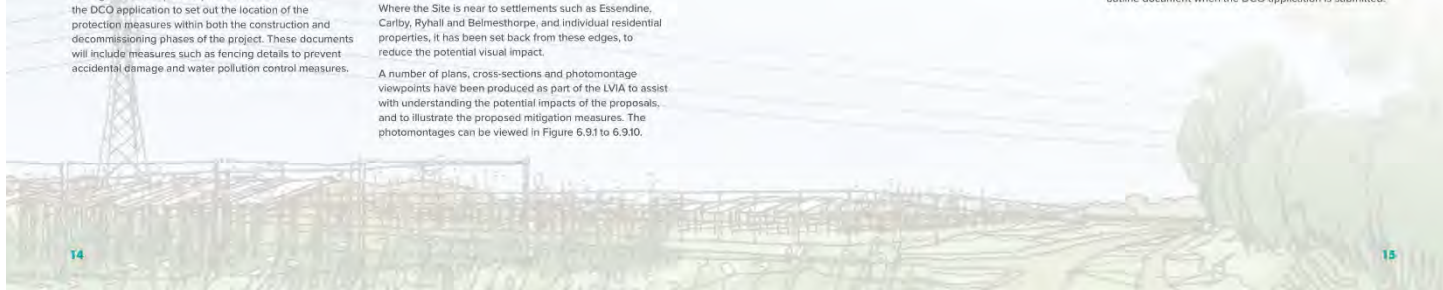 the DCO application to set out the location of the
protection measures within both the construction and
decommissioning phases of the project. These documents
will include measures such as fencing details to prevent
accidental damage and water pollution control measures.
Where the Site is near to settlements such as Essendine,
Carlby, Ryhall and Belmesthorpe, and individual residential
properties, it has been set back from these edges, to
reduce the potential visual impact.
A number of plans, cross-sections and photomontage
viewpoints have been produced as part of the LVIA to assist
with understanding the potential impacts of the proposals,
and to illustrate the proposed mitigation measures. The
photomontages can be viewed in Figure 6.9.1 to 6.9.10.
outline document when the DCO application is submitted.
14
15